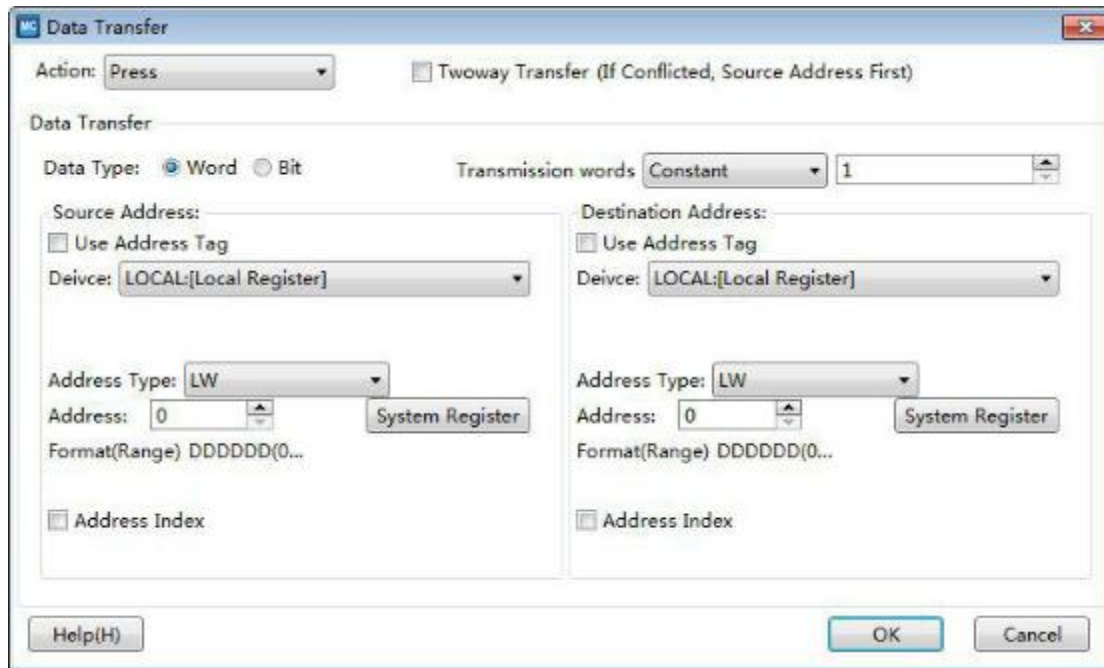 MC Data Transfer
Action: Press Twoway Transfer (If Conflicted, Source Address First)
Data Transfer
Data Type: Word Bit Transmission words Constant 1
Source Address:
Use Address Tag
Deivce: LOCAL:[Local Register]
Address Type: LW
Address: 0 System Register
Format(Range) DDDDDD(0...
Address Index
Destination Address:
Use Address Tag
Deivce: LOCAL:[Local Register]
Address Type: LW
Address: 0 System Register
Format(Range) DDDDDD(0...
Address Index
Help(H) OK Cancel